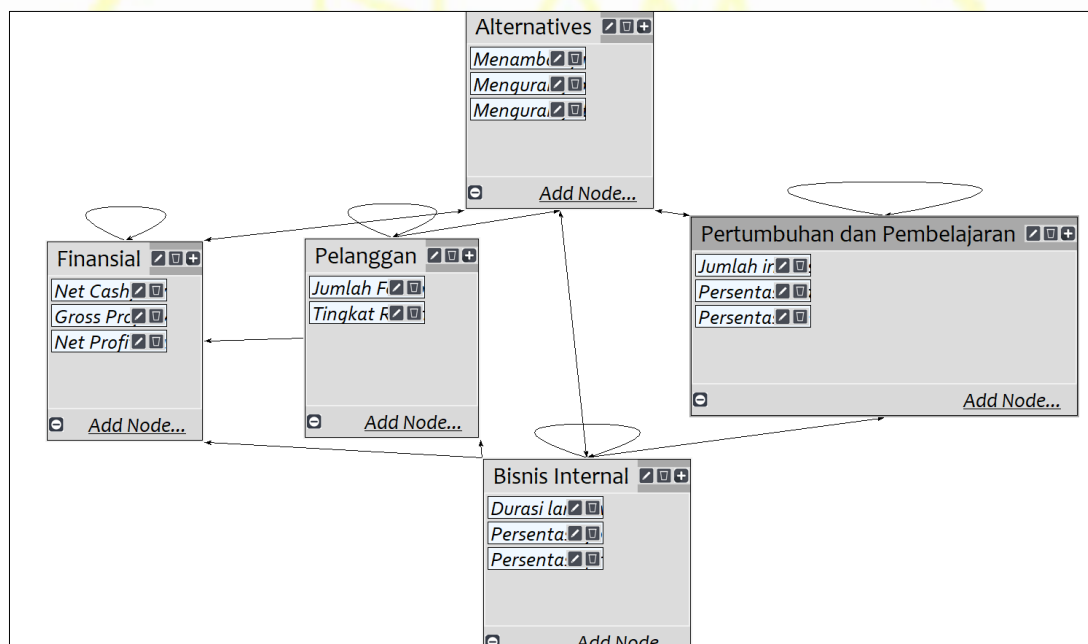 Alternatives
Menamb
Mengura
Mengura
Add Node...
Finansial
Net Cash
Gross Pro
Net Profi
Add Node...
Pelanggan
Jumlah F
Tingkat R
Add Node...
Pertumbuhan dan Pembelajaran
Jumlah
Persenta
Persenta
Add Node...
Bisnis Internal
Durasi la
Persenta
Persenta
Add Node